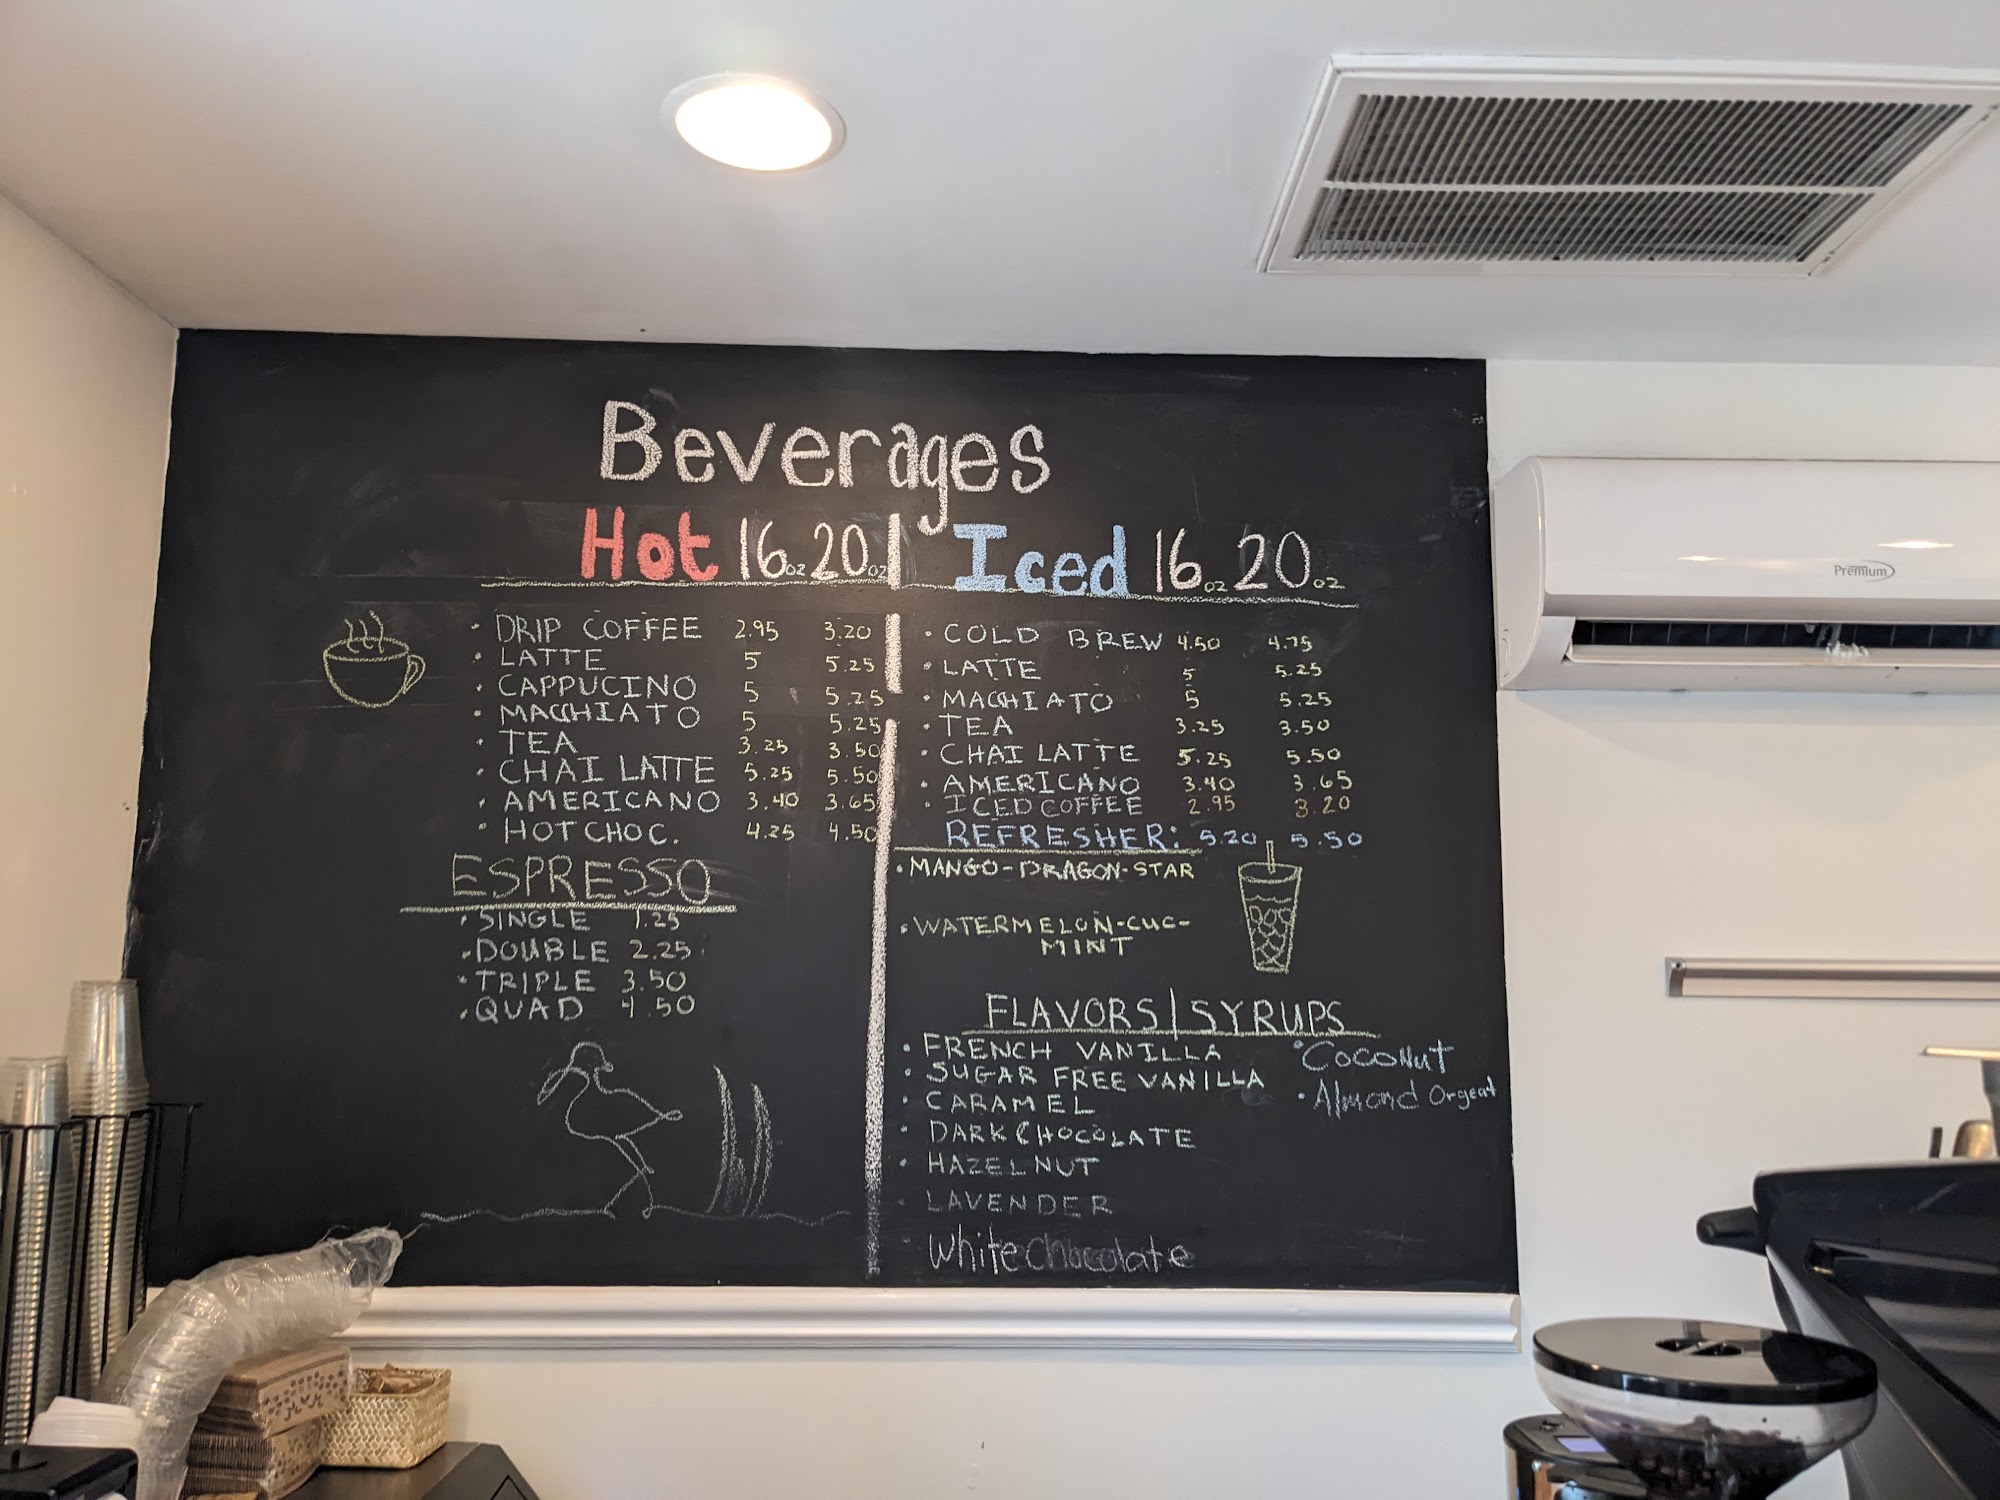 Beverages
Hot 16oz 20oz
• DRIP COFFEE 2.95 3.20
• LATTE 5 5.25
• CAPPUCINO 5 5.25
• MACCHIATO 5 5.25
• TEA 3.25 3.50
• CHAI LATTE 5.25 5.50
• AMERICANO 3.40 3.65
• HOT CHOC. 4.25 4.50
ESPRESSO
• SINGLE 1.25
• DOUBLE 2.25
• TRIPLE 3.50
• QUAD 4.50
Iced 16oz 20oz
• COLD BREW 4.50 4.75
• LATTE 5 5.25
• MACCHIATO 5 5.25
• TEA 3.25 3.50
• CHAI LATTE 5.25 5.50
• AMERICANO 3.40 3.65
• ICED COFFEE 2.95 3.20
REFRESHER: 5.20 5.50
• MANGO-DRAGON-STAR
• WATERMELON-CUC-
MINT
FLAVORS|SYRUPS
• FRENCH VANILLA
• SUGAR FREE VANILLA
• CARAMEL
• DARK CHOCOLATE
• HAZELNUT
• LAVENDER
• White Chocolate
• Coconut
• Almond Orgeat
Premium